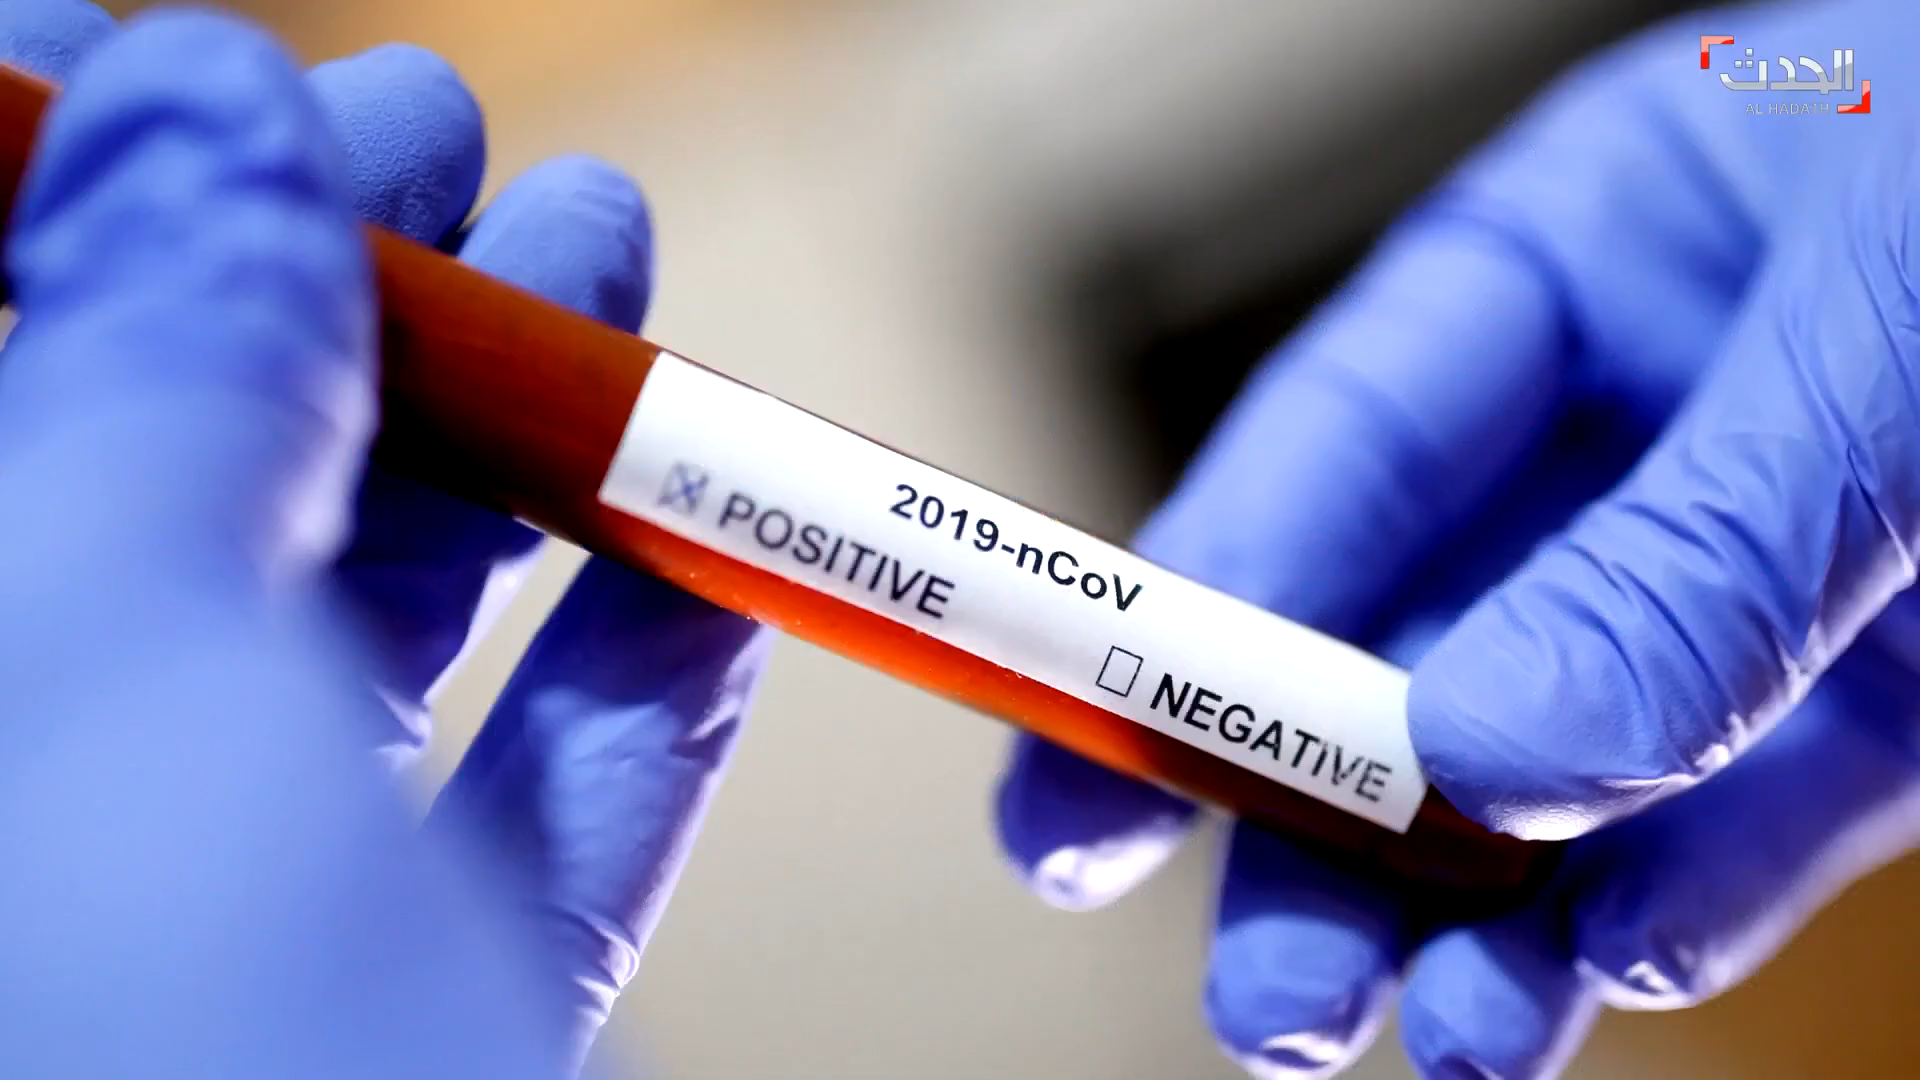 الحدث
AL HADATH
2019-nCoV
☒ POSITIVE
☐ NEGATIVE